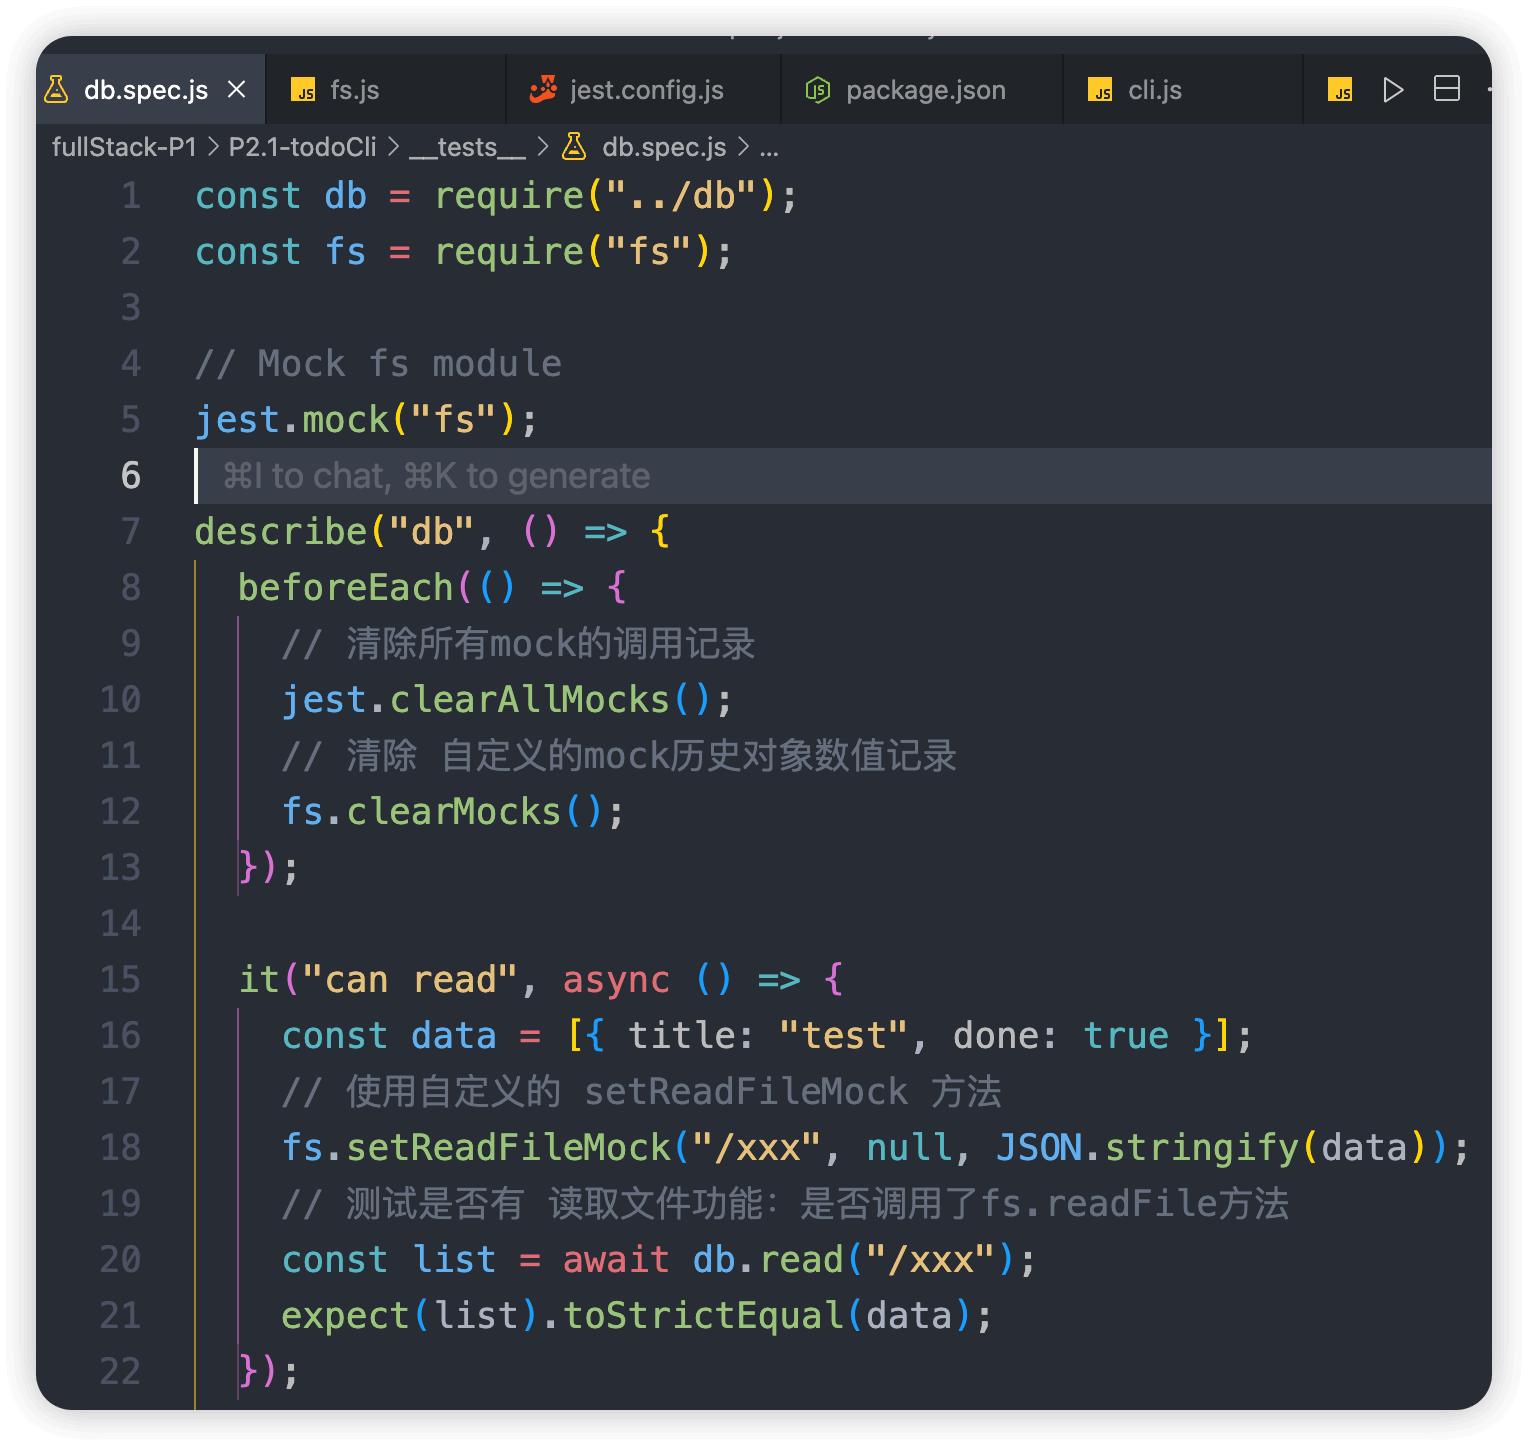 db.spec.js fs.js jest.config.js package.json cli.js
fullStack-P1 > P2.1-todoCli > __tests__ > db.spec.js > ...
1 const db = require("../db");
2 const fs = require("fs");
3
4 // Mock fs module
5 jest.mock("fs");
6 ⌘I to chat, ⌘K to generate
7 describe("db", () => {
8 beforeEach(() => {
9 // 清除所有mock的调用记录
10 jest.clearAllMocks();
11 // 清除 自定义的mock历史对象数值记录
12 fs.clearMocks();
13 });
14
15 it("can read", async () => {
16 const data = [{ title: "test", done: true }];
17 // 使用自定义的 setReadFileMock 方法
18 fs.setReadFileMock("/xxx", null, JSON.stringify(data));
19 // 测试是否有 读取文件功能: 是否调用了fs.readFile方法
20 const list = await db.read("/xxx");
21 expect(list).toStrictEqual(data);
22 });